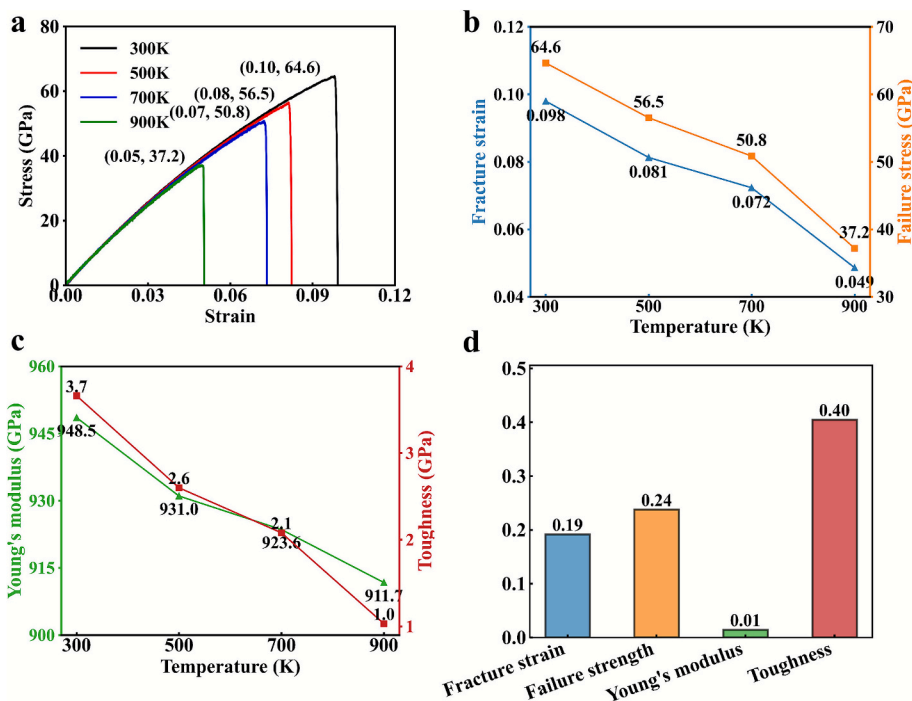 a
Stress (GPa)
80
60
40
20
0
300K
500K
700K
900K
(0.10, 64.6)
(0.08, 56.5)
(0.07, 50.8)
(0.05, 37.2)
0.00 0.03 0.06 0.09 0.12
Strain
b
Fracture strain
0.12
0.10
0.08
0.06
0.04
64.6
56.5
50.8
37.2
0.098
0.081
0.072
0.049
70
60
50
40
30
Failure stress (GPa)
300 500 700 900
Temperature (K)
c
Young's modulus (GPa)
960
945
930
915
900
3.7
948.5
2.6
931.0
2.1
923.6
911.7
1.0
4
3
2
1
Toughness (GPa)
300 500 700 900
Temperature (K)
d
0.5
0.4
0.3
0.2
0.1
0.0
0.19
0.24
0.01
0.40
Fracture strain
Failure strength
Young's modulus
Toughness